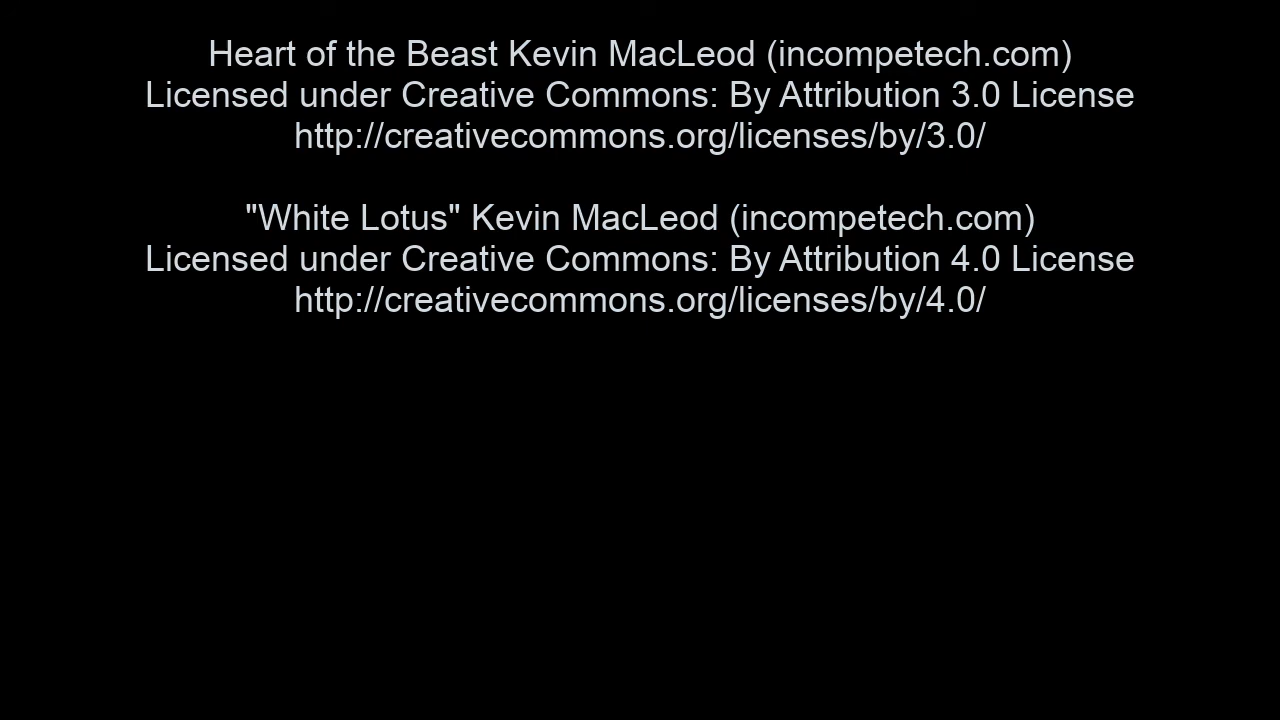 Heart of the Beast Kevin MacLeod (incompetech.com)
Licensed under Creative Commons: By Attribution 3.0 License
http://creativecommons.org/licenses/by/3.0/
"White Lotus" Kevin MacLeod (incompetech.com)
Licensed under Creative Commons: By Attribution 4.0 License
http://creativecommons.org/licenses/by/4.0/